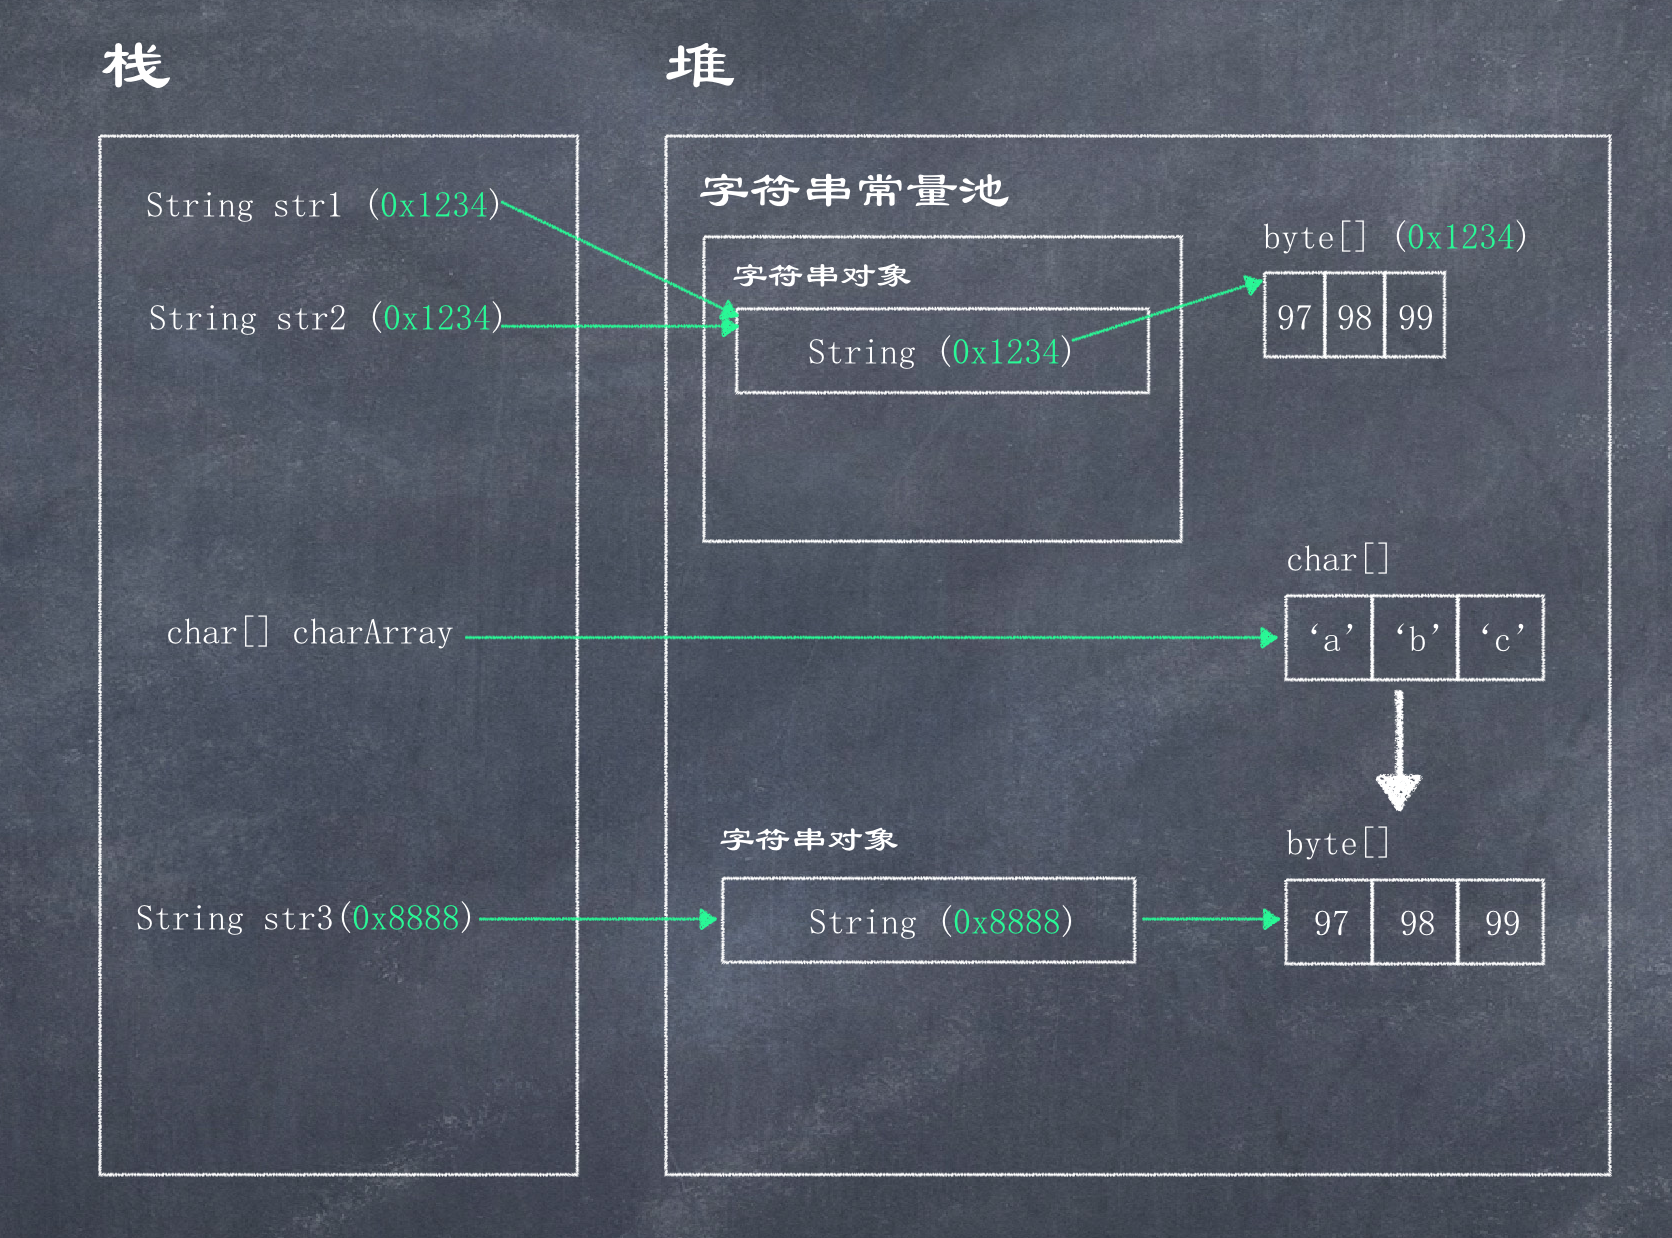 栈
堆
String str1 (0x1234)
String str2 (0x1234)
char[] charArray
String str3(0x8888)
字符串常量池
字符串对象
String (0x1234)
byte[] (0x1234)
97 98 99
char[]
‘a’ ‘b’ ‘c’
字符串对象
String (0x8888)
byte[]
97 98 99